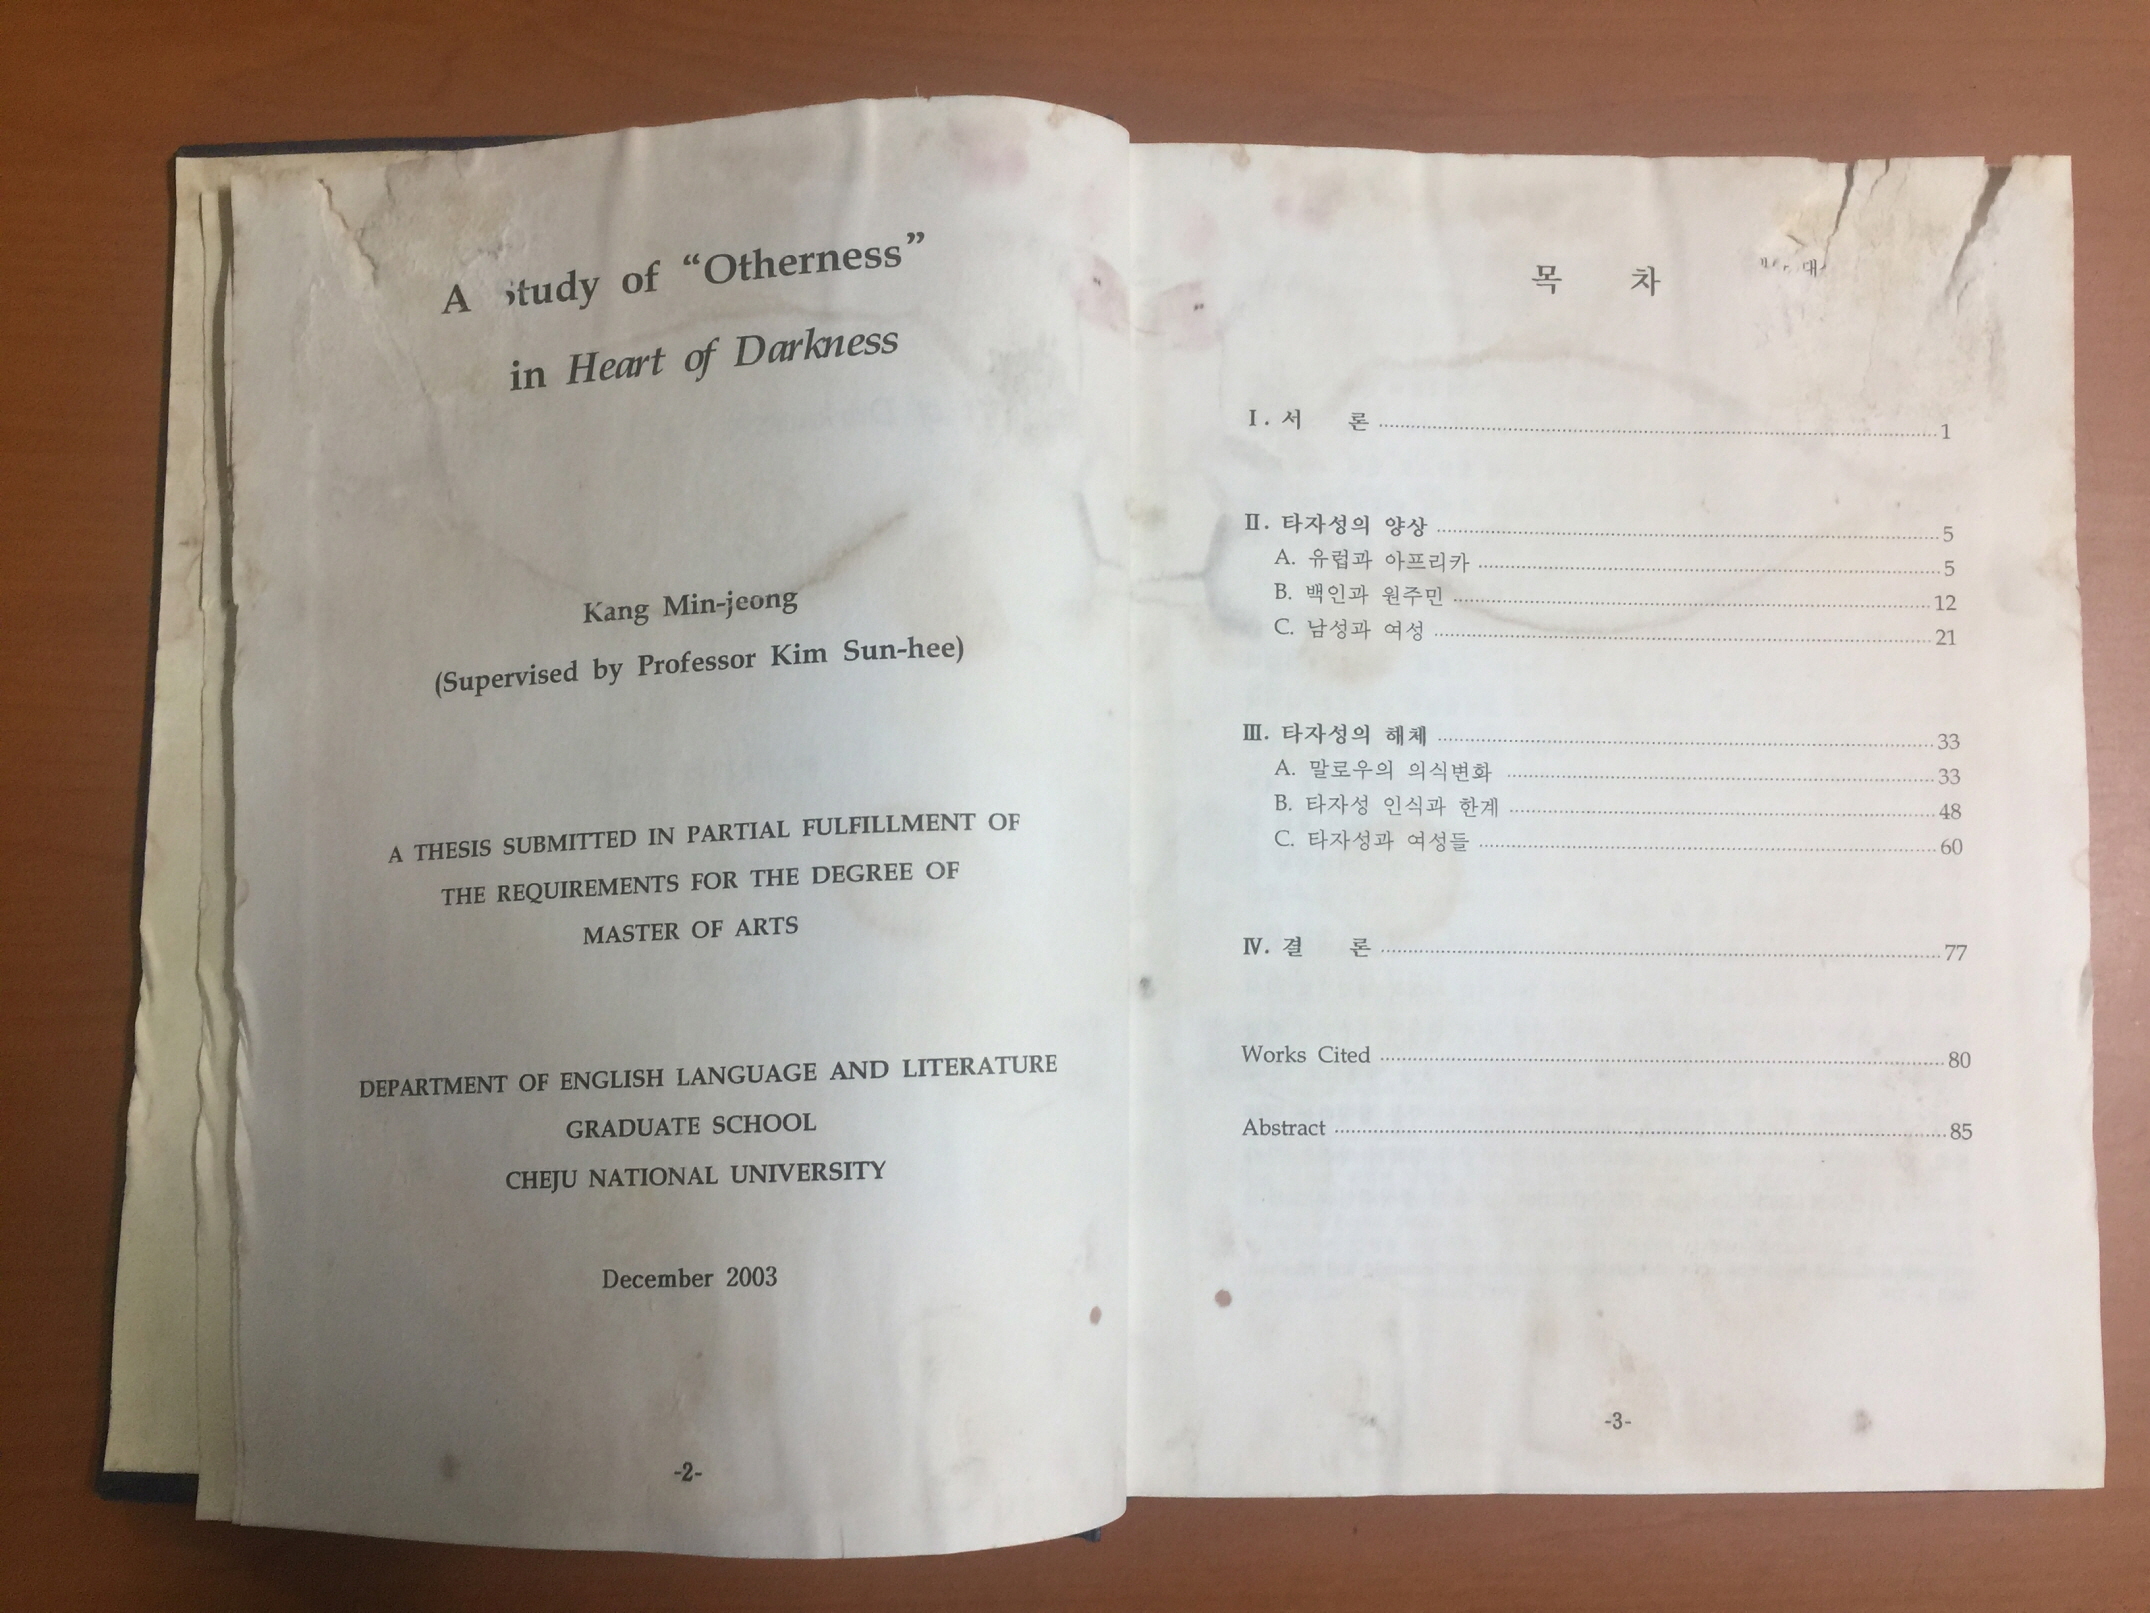 A Study of “Otherness”
in Heart of Darkness
Kang Min-jeong
(Supervised by Professor Kim Sun-hee)
A THESIS SUBMITTED IN PARTIAL FULFILLMENT OF
THE REQUIREMENTS FOR THE DEGREE OF
MASTER OF ARTS
DEPARTMENT OF ENGLISH LANGUAGE AND LITERATURE
GRADUATE SCHOOL
CHEJU NATIONAL UNIVERSITY
December 2003
-2-
목 차
Ⅰ. 서 론 1
Ⅱ. 타자성의 양상 5
A. 유럽과 아프리카 5
B. 백인과 원주민 12
C. 남성과 여성 21
Ⅲ. 타자성의 해체 33
A. 말로우의 의식변화 33
B. 타자성 인식과 한계 48
C. 타자성과 여성들 60
Ⅳ. 결 론 77
Works Cited 80
Abstract 85
-3-